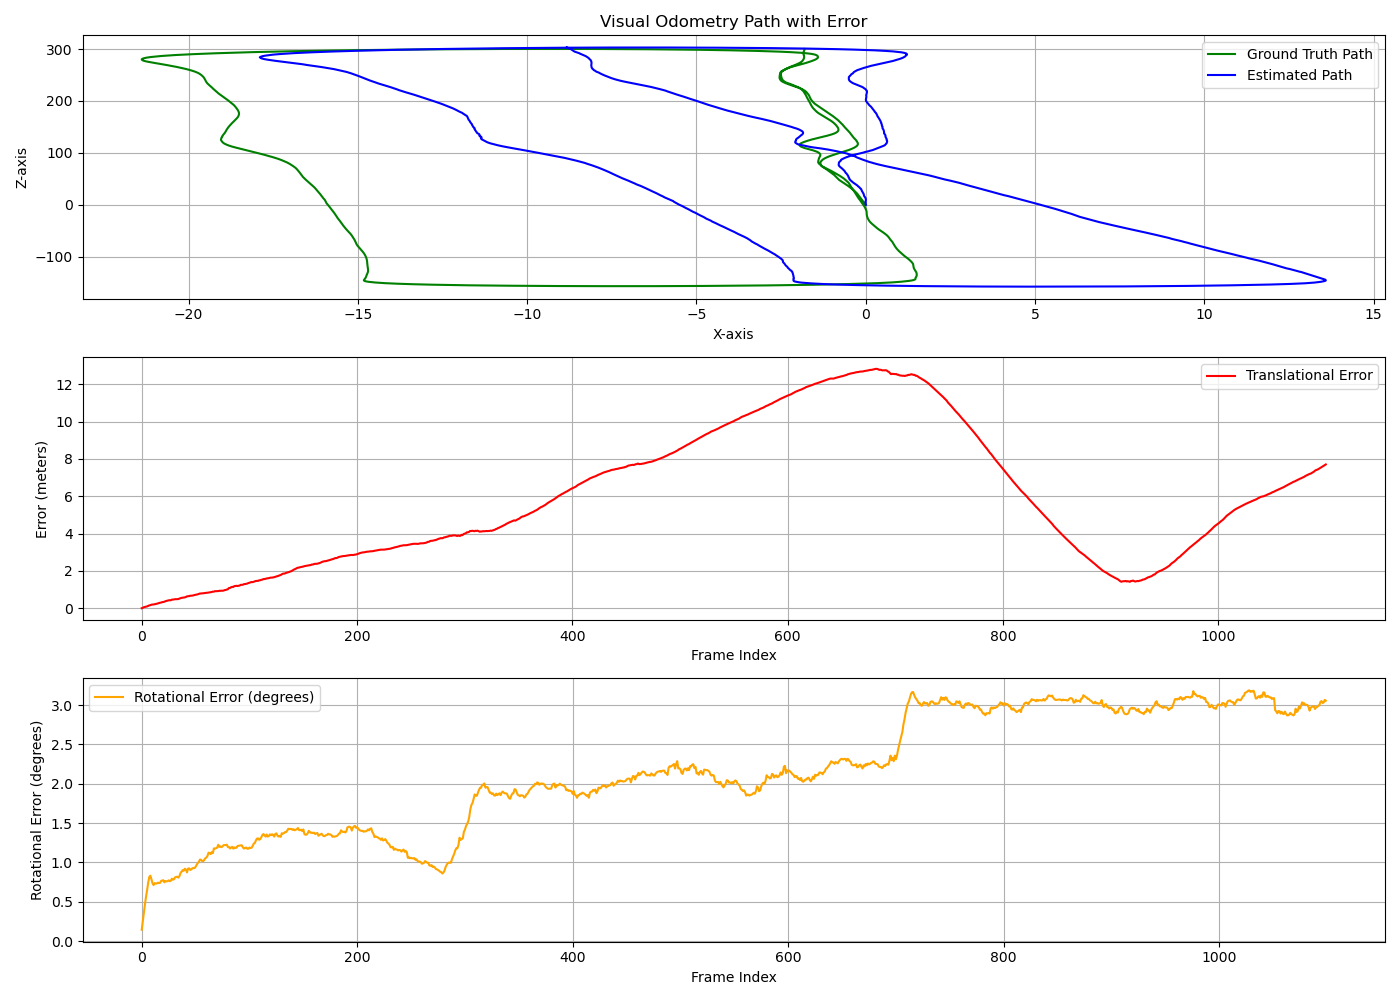 Visual Odometry Path with Error
300
200
100
0
−100
Z-axis
Ground Truth Path
Estimated Path
−20 −15 −10 −5 0 5 10 15
X-axis
12
10
8
6
4
2
0
Error (meters)
Translational Error
0 200 400 600 800 1000
Frame Index
3.0
2.5
2.0
1.5
1.0
0.5
0.0
Rotational Error (degrees)
Rotational Error (degrees)
0 200 400 600 800 1000
Frame Index